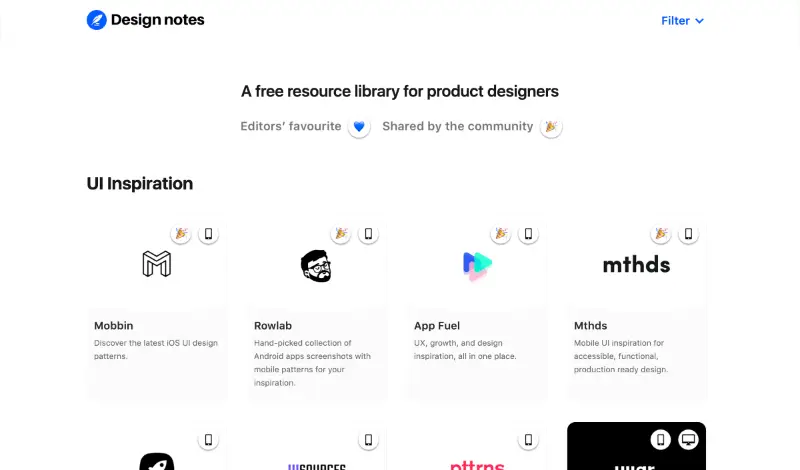 Design notes
Filter
A free resource library for product designers
Editors' favourite
Shared by the community
UI Inspiration
mthds
Mobbin
Discover the latest iOS UI design
patterns.
Rowlab
Hand-picked collection of
Android apps screenshots with
mobile patterns for your
inspiration.
App Fuel
UX, growth, and design
inspiration, all in one place.
Mthds
Mobile UI inspiration for
accessible, functional,
production ready design.
pttrns